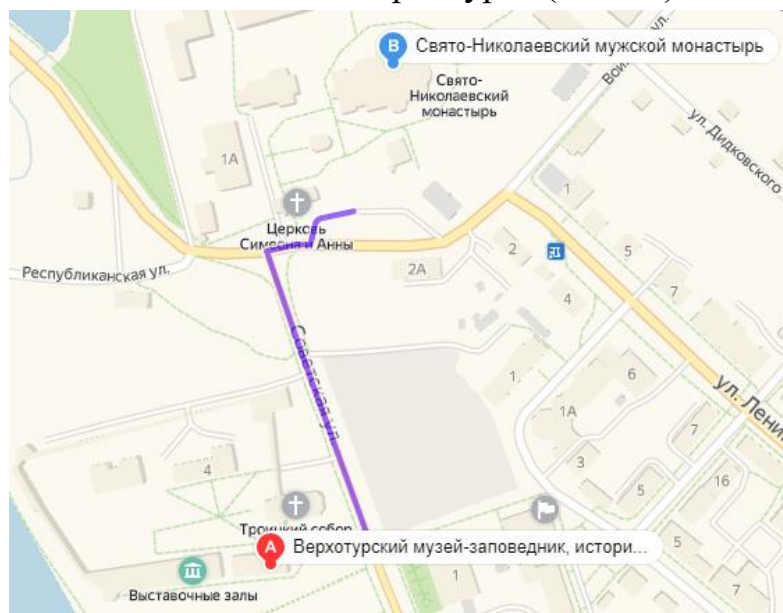 B Свято-Николаевский мужской монастырь
Свято-
Николаевский
монастырь
ул. Дидковского
1А
1
Церковь
Симеона и Анны
2
5
2А
7
Республиканская ул.
4
Советская ул.
6
1
1А
ул. Лени
7
3
4
5
16
Троицкий собор
A Верхотурский музей-заповедник, истори...
5
7
1
Выставочные залы